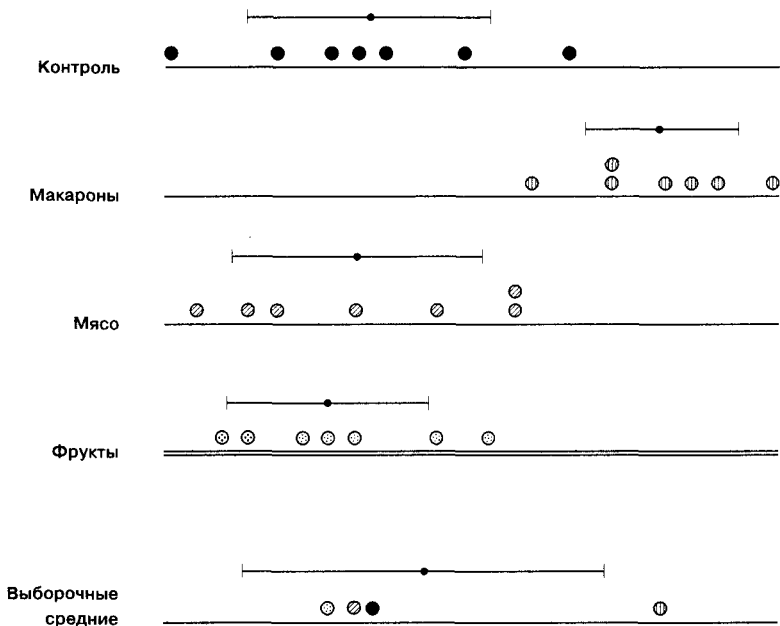 Контроль
Макароны
Мясо
Фрукты
Выборочные
средние